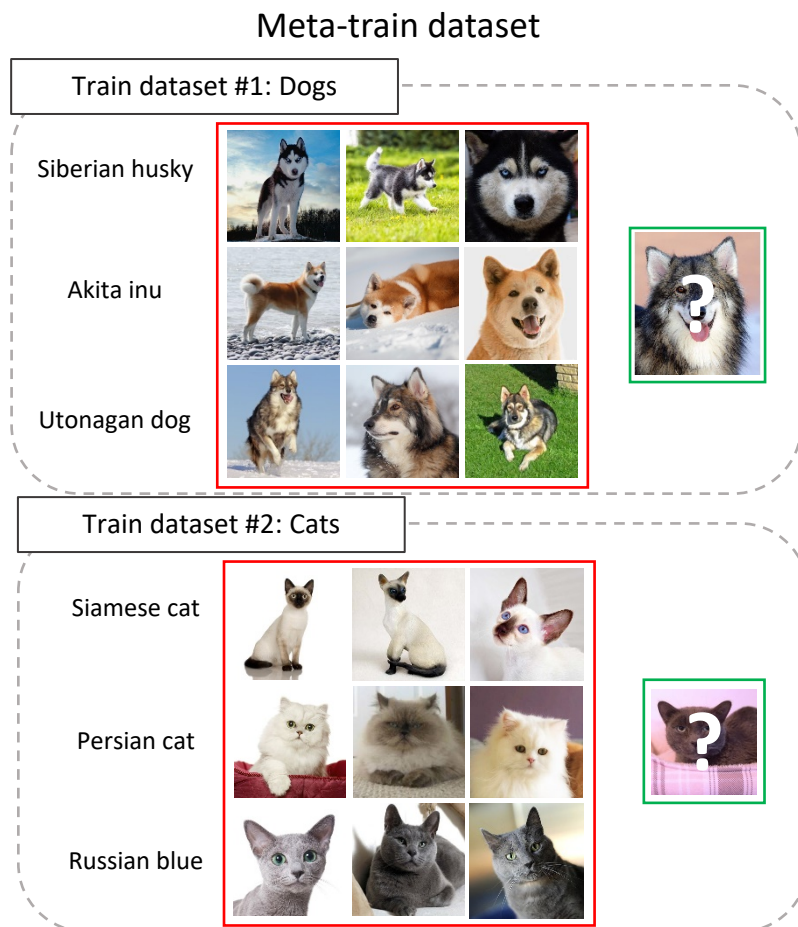 Meta-train dataset
Train dataset #1: Dogs
Siberian husky
Akita inu
?
Utonagan dog
Train dataset #2: Cats
Siamese cat
Persian cat
?
Russian blue